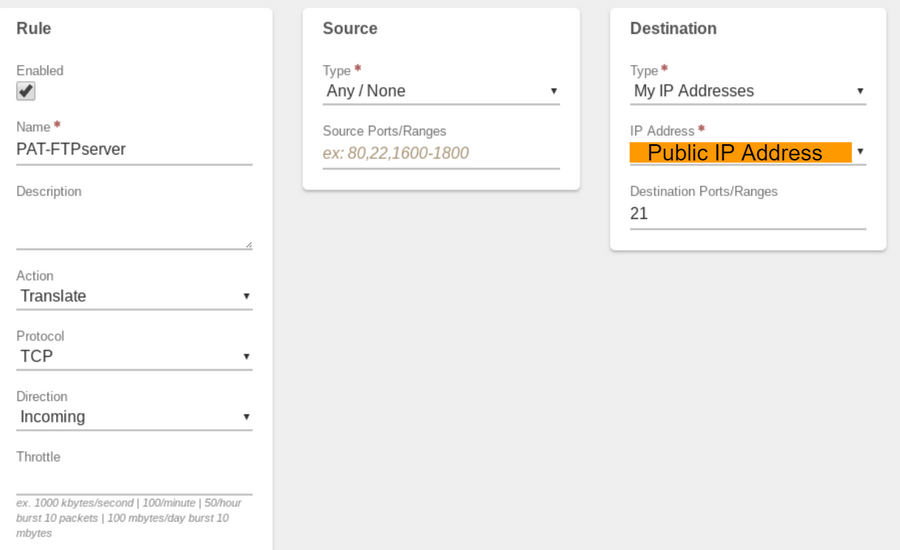 Rule
Enabled
Name *
PAT-FTPserver
Description
Action
Translate
Protocol
TCP
Direction
Incoming
Throttle
ex. 1000 kbytes/second | 100/minute | 50/hour
burst 10 packets | 100 mbytes/day burst 10
mbytes
Source
Type *
Any / None
Source Ports/Ranges
ex: 80,22,1600-1800
Destination
Type *
My IP Addresses
IP Address *
Public IP Address
Destination Ports/Ranges
21